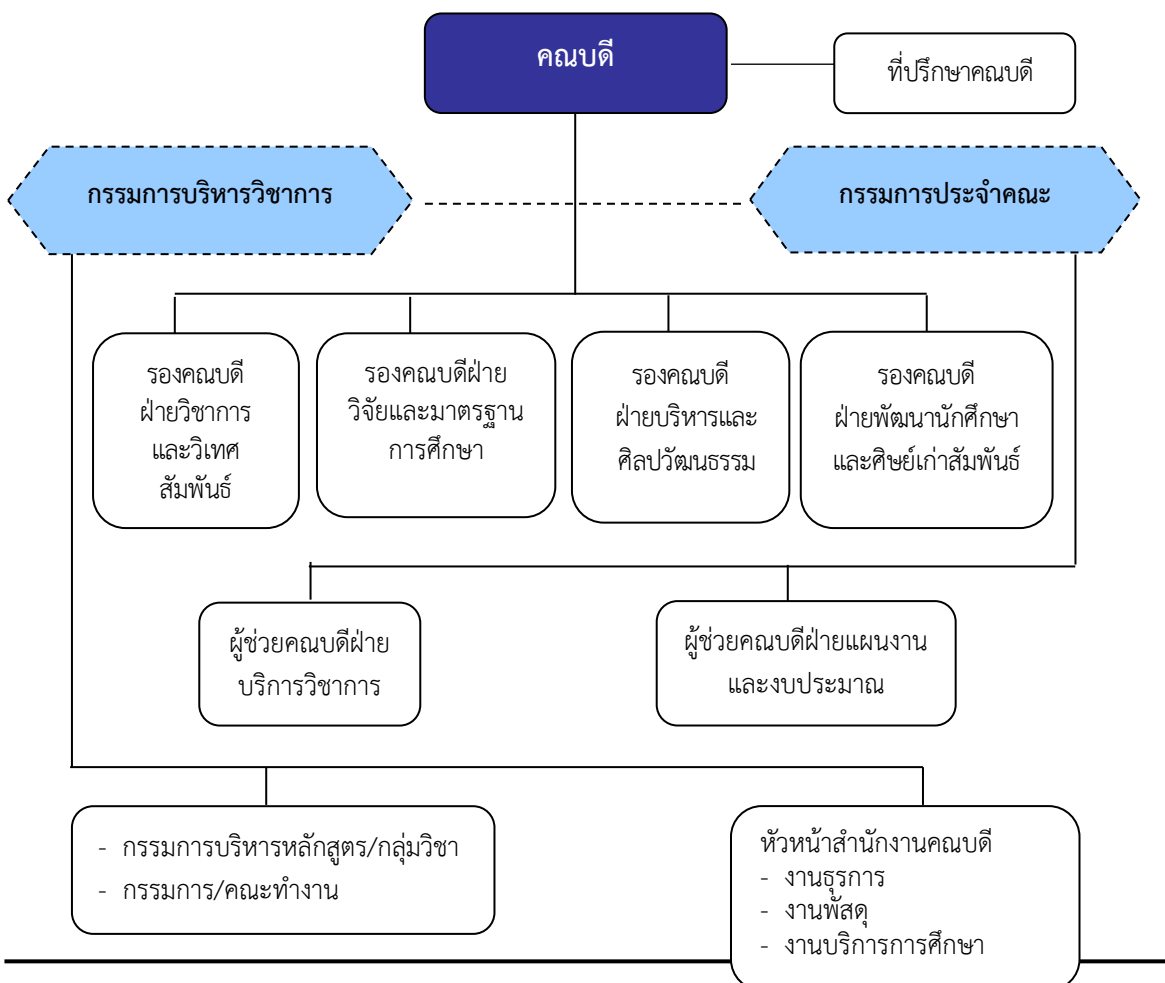 คณบดี
ที่ปรึกษาคณบดี
กรรมการบริหารวิชาการ
กรรมการประจำคณะ
รองคณบดี
ฝ่ายวิชาการ
และวิเทศ
สัมพันธ์
รองคณบดีฝ่าย
วิจัยและมาตรฐาน
การศึกษา
รองคณบดี
ฝ่ายบริหารและ
ศิลปวัฒนธรรม
รองคณบดี
ฝ่ายพัฒนานักศึกษา
และศิษย์เก่าสัมพันธ์
ผู้ช่วยคณบดีฝ่าย
บริการวิชาการ
ผู้ช่วยคณบดีฝ่ายแผนงาน
และงบประมาณ
- กรรมการบริหารหลักสูตร/กลุ่มวิชา
- กรรมการ/คณะทำงาน
หัวหน้าสำนักงานคณบดี
- งานธุรการ
- งานพัสดุ
- งานบริการการศึกษา